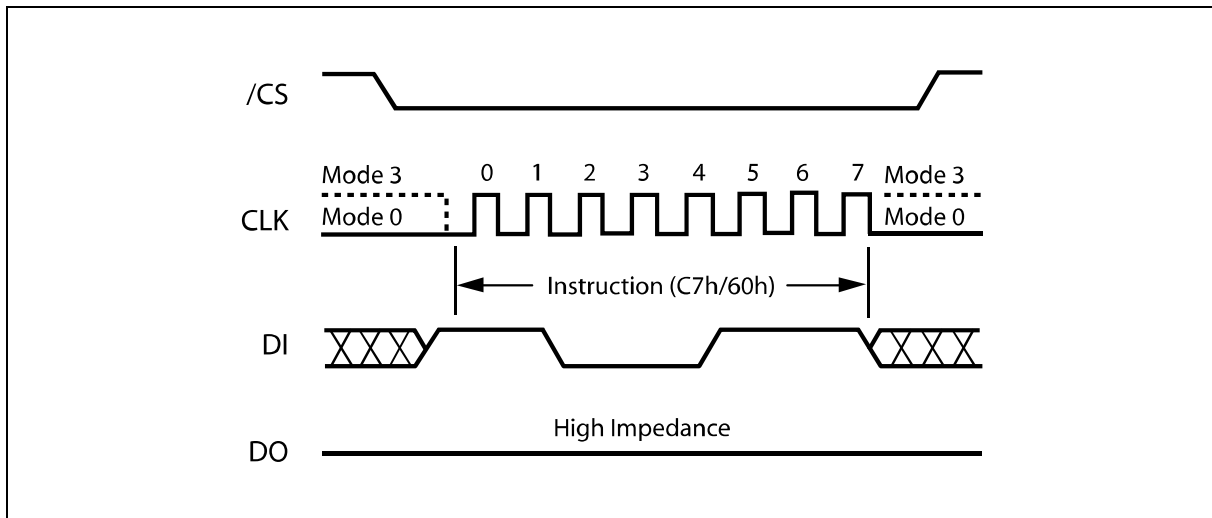 /CS
Mode 3 0 1 2 3 4 5 6 7 Mode 3
CLK Mode 0 Mode 0
Instruction (C7h/60h)
DI
High Impedance
DO